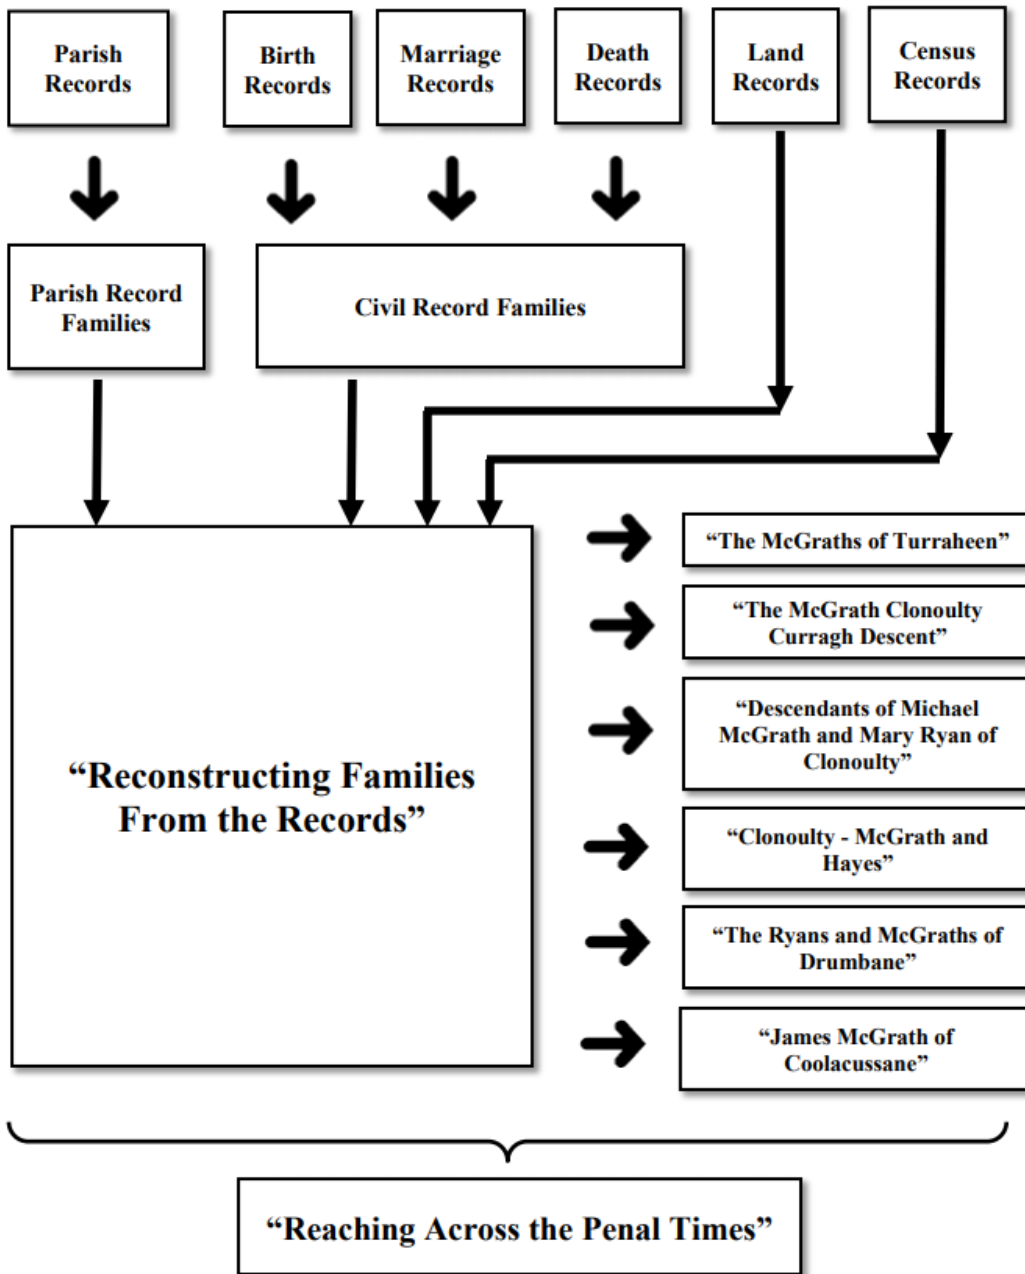 Parish
Records
Birth
Records
Marriage
Records
Death
Records
Land
Records
Census
Records
Parish Record
Families
Civil Record Families
“Reconstructing Families
From the Records”
“The McGraths of Turraheen”
“The McGrath Clonoulty
Curragh Descent”
“Descendants of Michael
McGrath and Mary Ryan of
Clonoulty”
“Clonoulty - McGrath and
Hayes”
“The Ryans and McGraths of
Drumbane”
“James McGrath of
Coolacussane”
“Reaching Across the Penal Times”